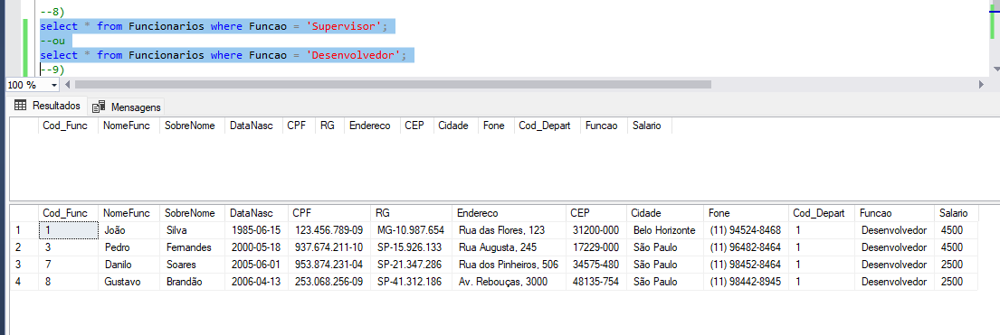 --8)
select * from Funcionarios where Funcao = 'Supervisor';
--ou
select * from Funcionarios where Funcao = 'Desenvolvedor';
--9)
100 %
Resultados Mensagens
Cod_Func NomeFunc SobreNome DataNasc CPF RG Endereco CEP Cidade Fone Cod_Depart Funcao Salario
Cod_Func NomeFunc SobreNome DataNasc CPF RG Endereco CEP Cidade Fone Cod_Depart Funcao Salario
1 1 João Silva 1985-06-15 123.456.789-09 MG-10.987.654 Rua das Flores, 123 31200-000 Belo Horizonte (11) 94524-8468 1 Desenvolvedor 4500
2 3 Pedro Fernandes 2000-05-18 937.674.211-10 SP-15.926.133 Rua Augusta, 245 17229-000 São Paulo (11) 96482-8464 1 Desenvolvedor 4500
3 7 Danilo Soares 2005-06-01 953.874.231-04 SP-21.347.286 Rua dos Pinheiros, 506 34575-480 São Paulo (11) 98452-8464 1 Desenvolvedor 2500
4 8 Gustavo Brandão 2006-04-13 253.068.256-09 SP-41.312.186 Av. Rebouças, 3000 48135-754 São Paulo (11) 98442-8945 1 Desenvolvedor 2500